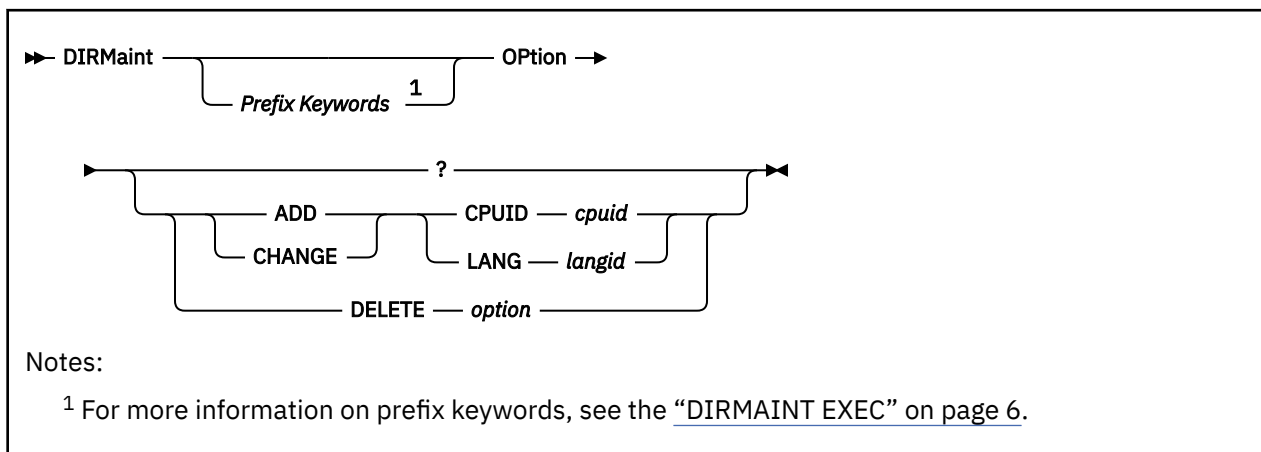 DIRMaint OPtion
Prefix Keywords 1
?
ADD CPUID cpuid
CHANGE LANG langid
DELETE option
Notes:
1 For more information on prefix keywords, see the “DIRMAINT EXEC” on page 6.